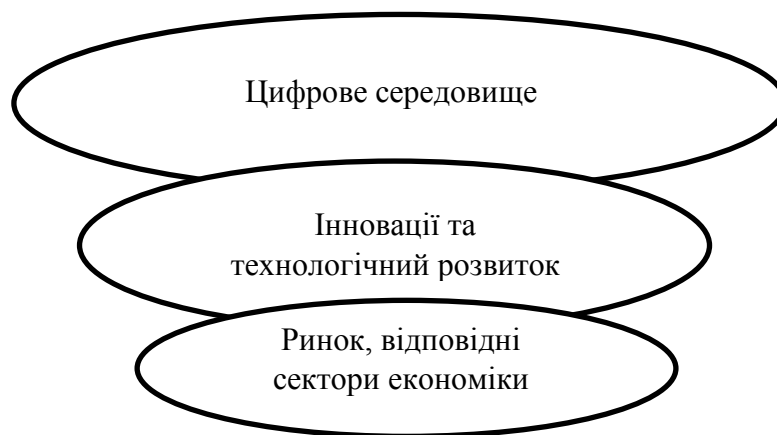 Цифрове середовище
Інновації та
технологічний розвиток
Ринок, відповідні
сектори економіки